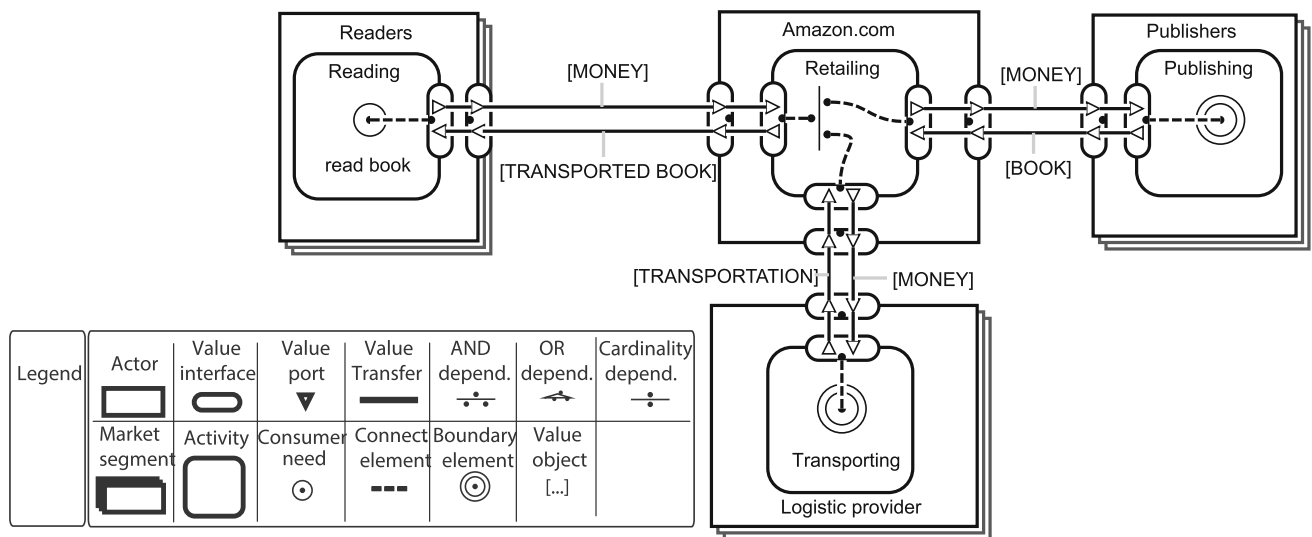 Readers
Reading
read book
[MONEY]
[TRANSPORTED BOOK]
Amazon.com
Retailing
[MONEY]
[BOOK]
Publishers
Publishing
[TRANSPORTATION]
[MONEY]
Transporting
Logistic provider
Legend
Actor
Value
interface
Value
port
Value
Transfer
AND
depend.
OR
depend.
Cardinality
depend.
Market
segment
Activity
Consumer
need
Connect
element
Boundary
element
Value
object
[...]